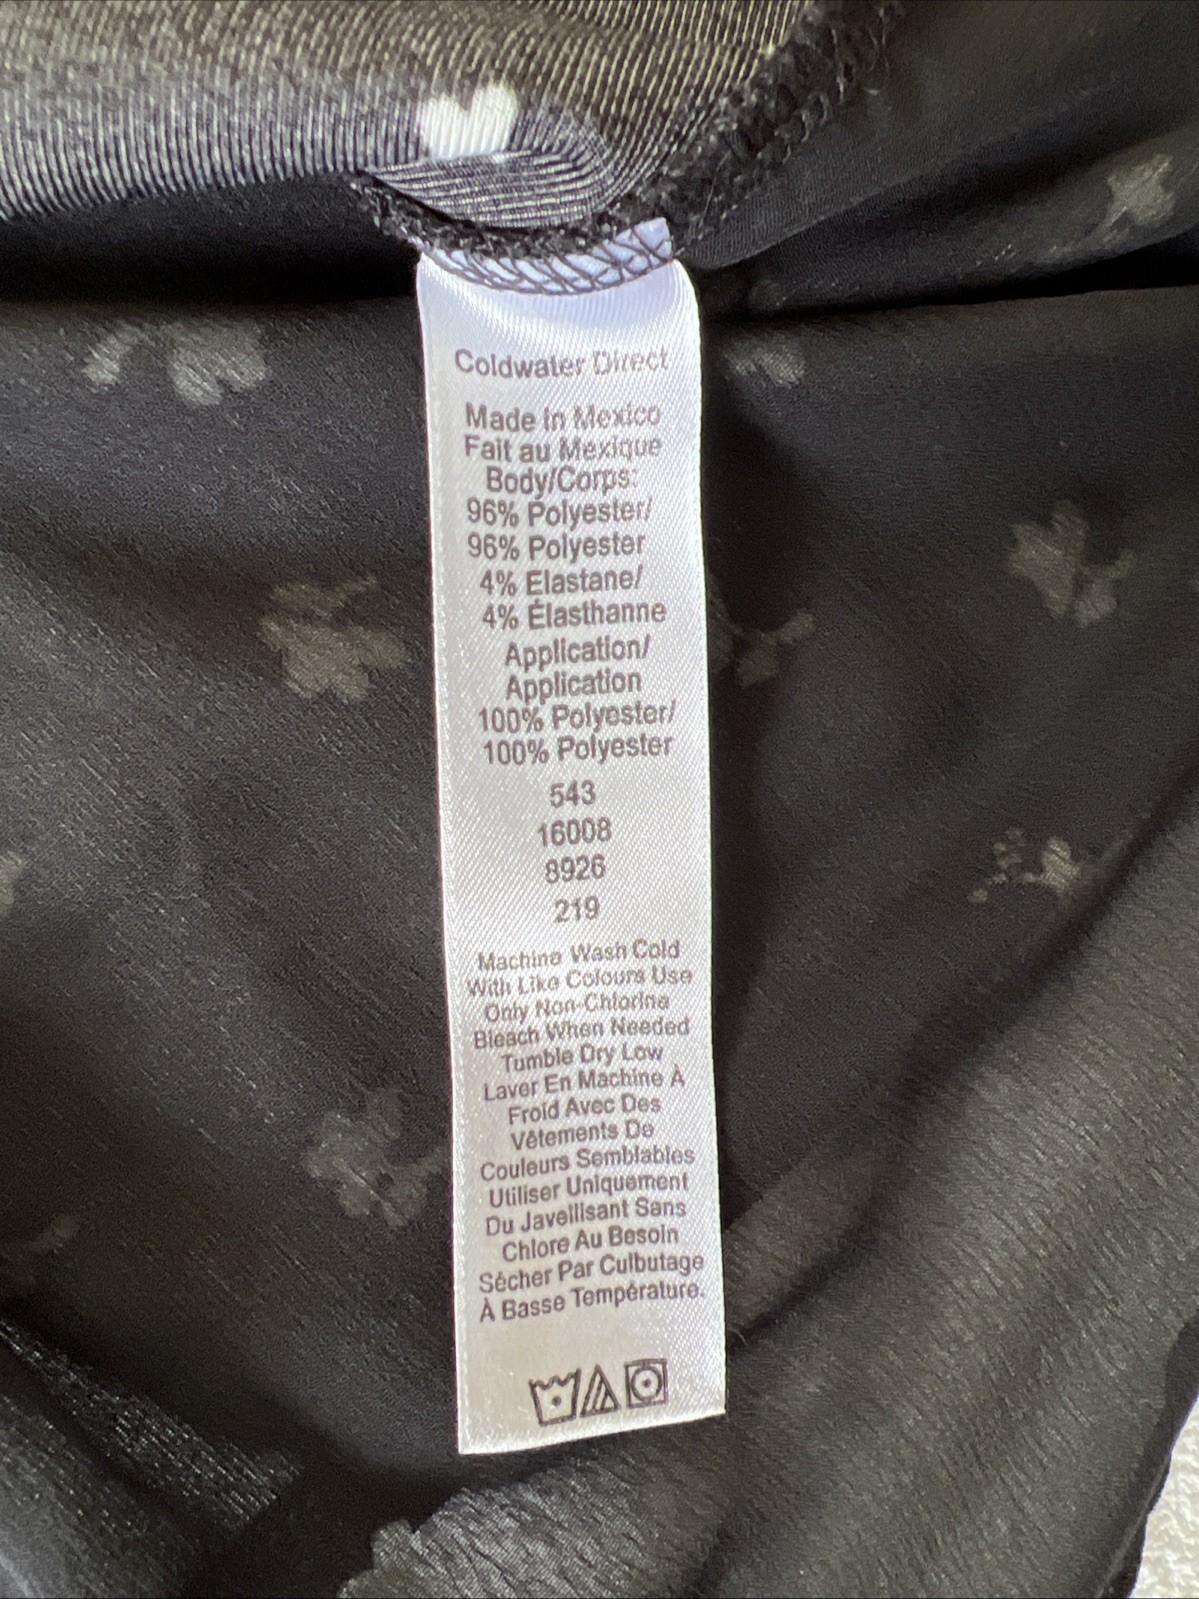 Coldwater Direct
Made In Mexico
Fait au Mexique
Body/Corps:
96% Polyester/
96% Polyester
4% Elastane/
4% Élasthanne
Application/
Application
100% Polyester/
100% Polyester
543
16008
8926
219
Machine Wash Cold
With Like Colours Use
Only Non-Chlorine
Bleach When Needed
Tumble Dry Low
Laver En Machine À
Froid Avec Des
Vêtements De
Couleurs Semblables
Utiliser Uniquement
Du Javellisant Sans
Chlore Au Besoin
Sécher Par Culbutage
À Basse Température.